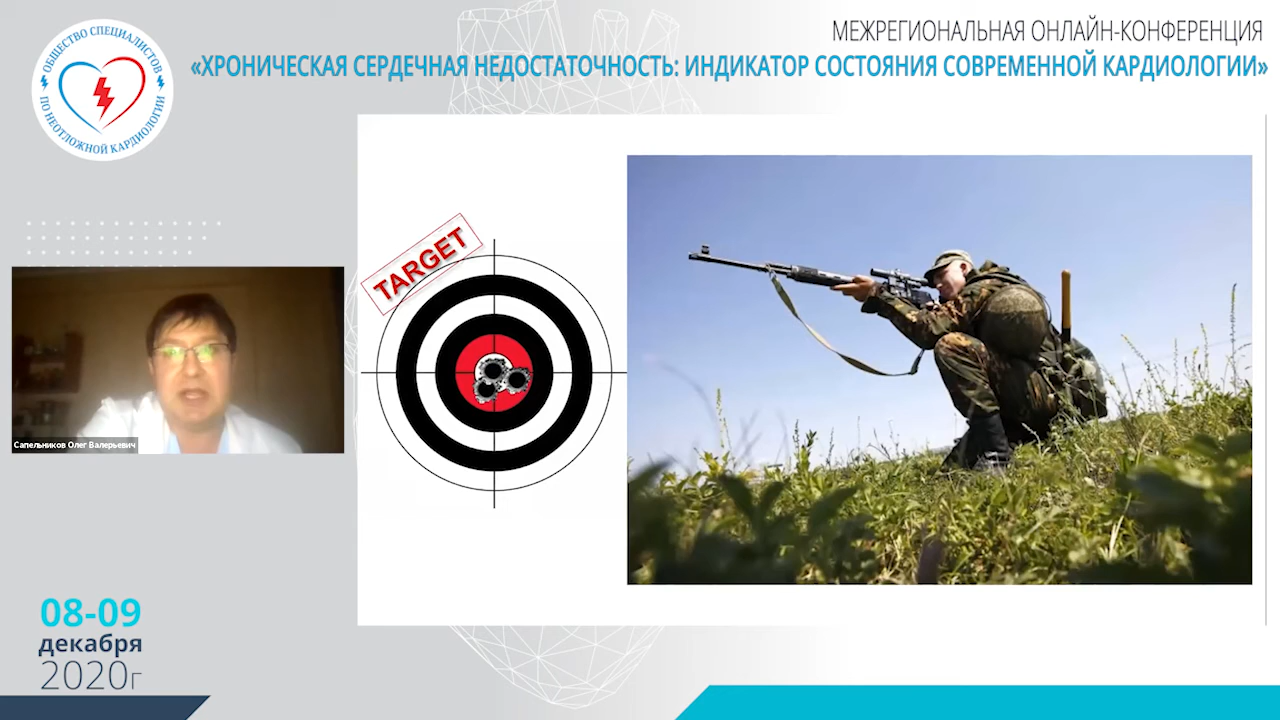 МЕЖРЕГИОНАЛЬНАЯ ОНЛАЙН-КОНФЕРЕНЦИЯ
«ХРОНИЧЕСКАЯ СЕРДЕЧНАЯ НЕДОСТАТОЧНОСТЬ: ИНДИКАТОР СОСТОЯНИЯ СОВРЕМЕННОЙ КАРДИОЛОГИИ»
ОБЩЕСТВО СПЕЦИАЛИСТОВ
ПО НЕОТЛОЖНОЙ КАРДИОЛОГИИ
TARGET
Сапельников Олег Валерьевич
08-09
декабря
2020г